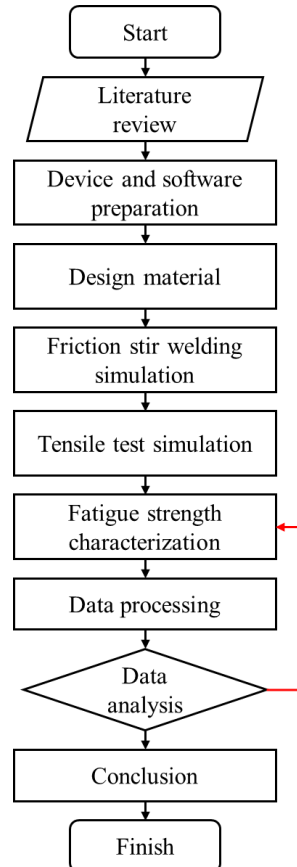 Start
Literature
review
Device and software
preparation
Design material
Friction stir welding
simulation
Tensile test simulation
Fatigue strength
characterization
Data processing
Data
analysis
Conclusion
Finish